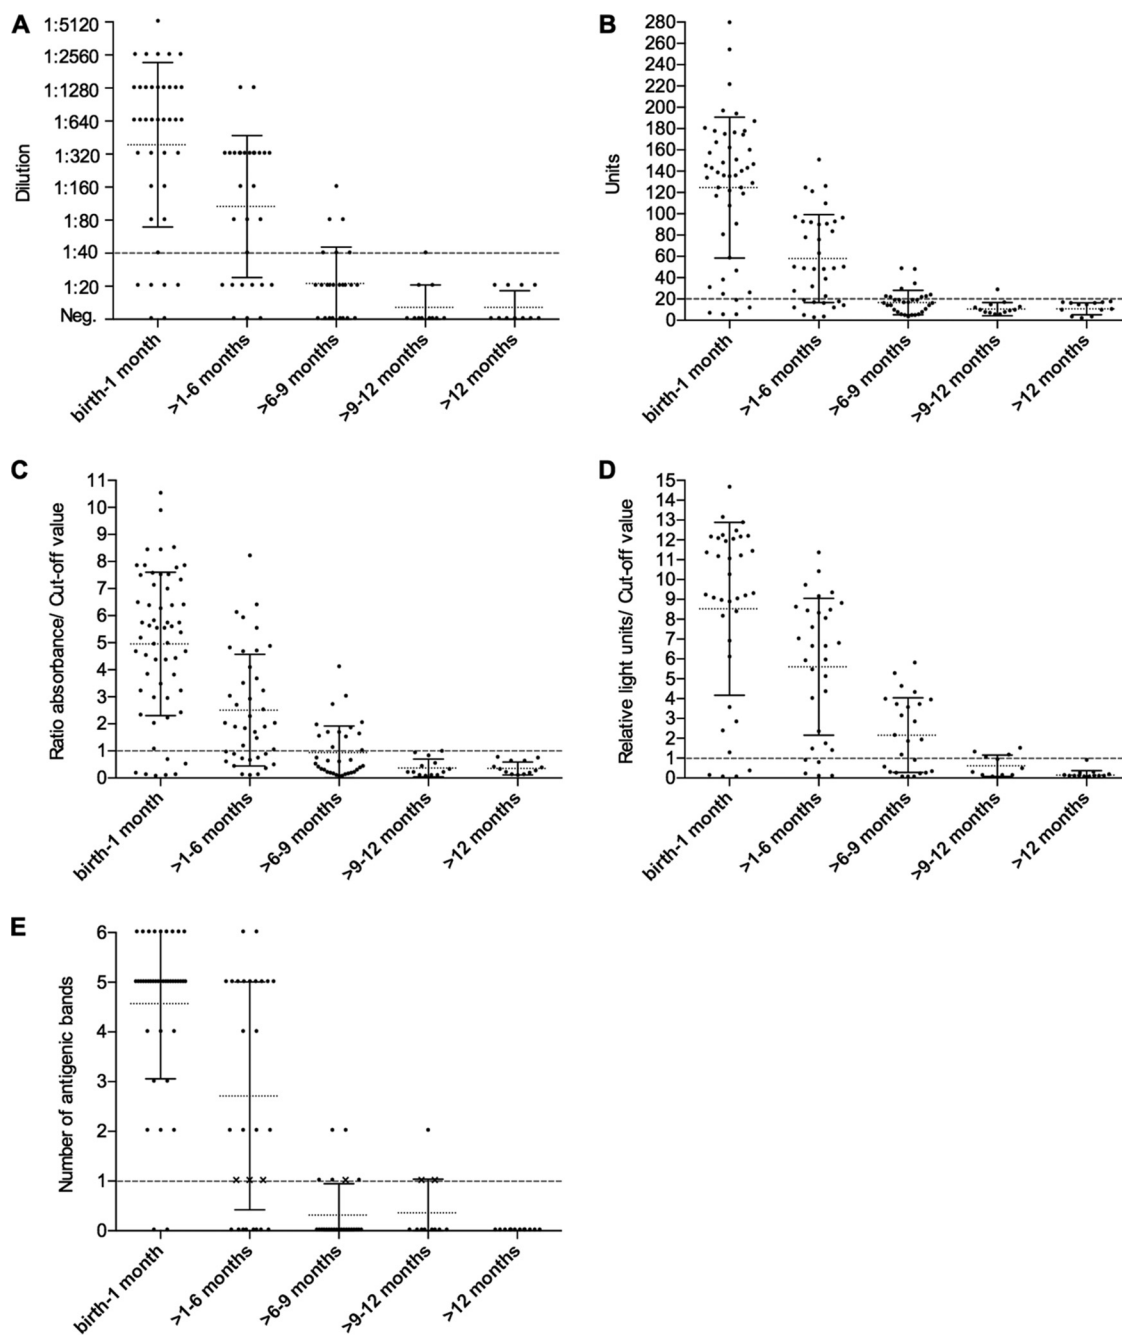 A
Dilution
1:5120
1:2560
1:1280
1:640
1:320
1:160
1:80
1:40
1:20
Neg.
birth-1 month
>1-6 months
>6-9 months
>9-12 months
>12 months
B
Units
280
260
240
220
200
180
160
140
120
100
80
60
40
20
0
birth-1 month
>1-6 months
>6-9 months
>9-12 months
>12 months
C
Ratio absorbance/ Cut-off value
11
10
9
8
7
6
5
4
3
2
1
0
birth-1 month
>1-6 months
>6-9 months
>9-12 months
>12 months
D
Relative light units/ Cut-off value
15
14
13
12
11
10
9
8
7
6
5
4
3
2
1
0
birth-1 month
>1-6 months
>6-9 months
>9-12 months
>12 months
E
Number of antigenic bands
6
5
4
3
2
1
0
birth-1 month
>1-6 months
>6-9 months
>9-12 months
>12 months